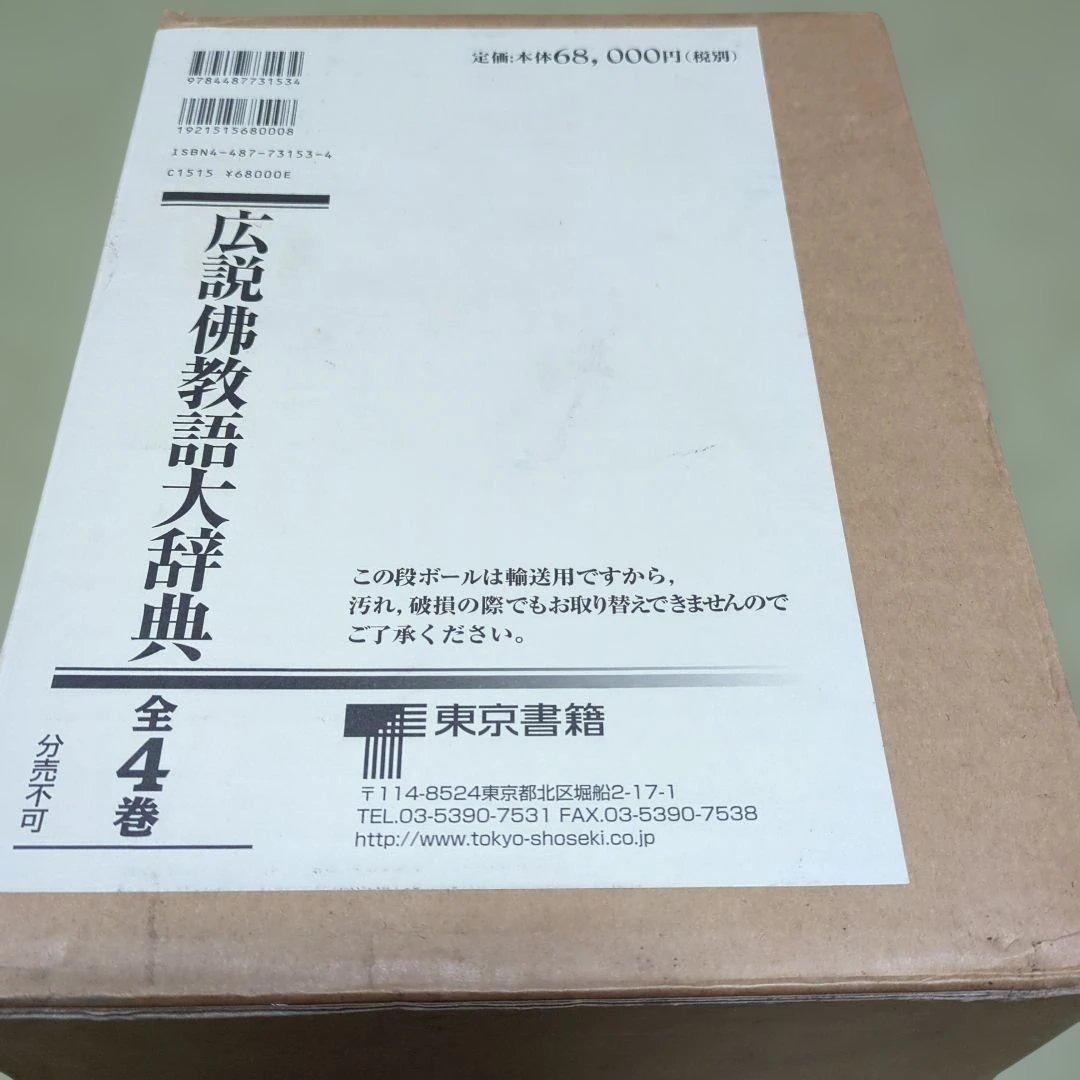 9784487731534
1921515680008
ISBN4-487-73153-4
C1515 ¥68000E
定価:本体68,000円(税別)
広説佛教語大辞典
全4巻
分売不可
この段ボールは輸送用ですから,
汚れ,破損の際でもお取り替えできませんので
ご了承ください。
東京書籍
〒114-8524東京都北区堀船2-17-1
TEL.03-5390-7531 FAX.03-5390-7538
http://www.tokyo-shoseki.co.jp